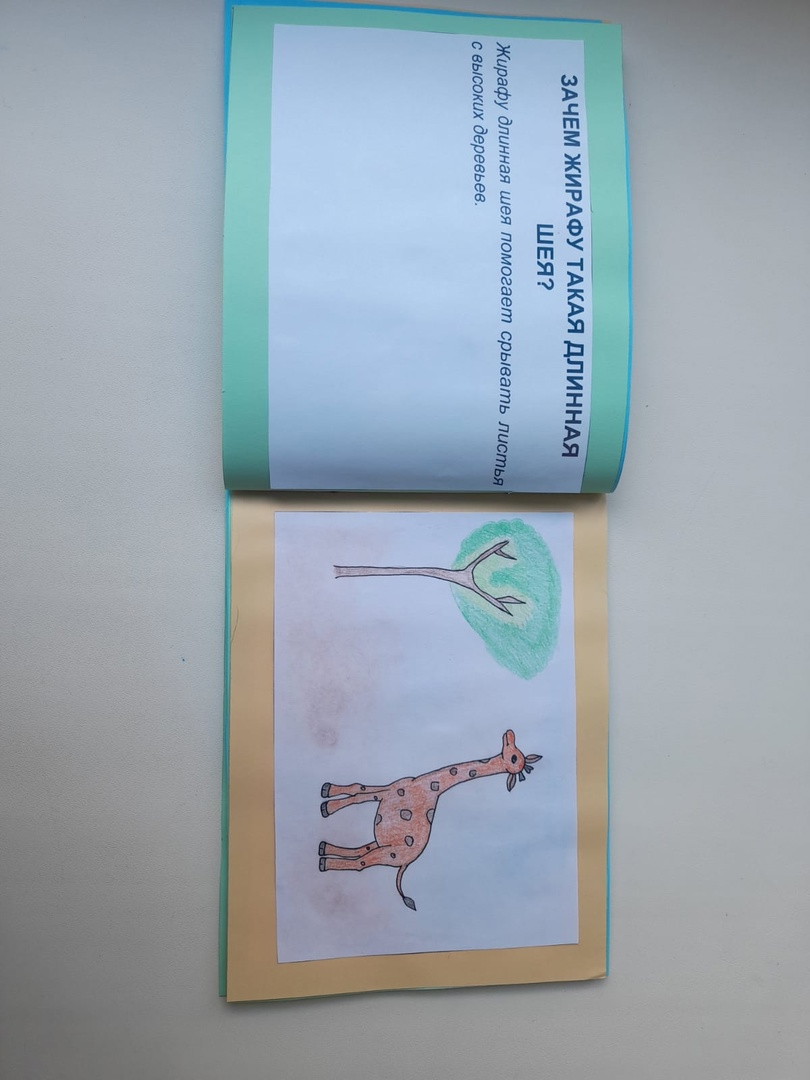 ЗАЧЕМ ЖИРАФУ ТАКАЯ ДЛИННАЯ
ШЕЯ?
Жирафу длинная шея помогает срывать листья
с высоких деревьев.